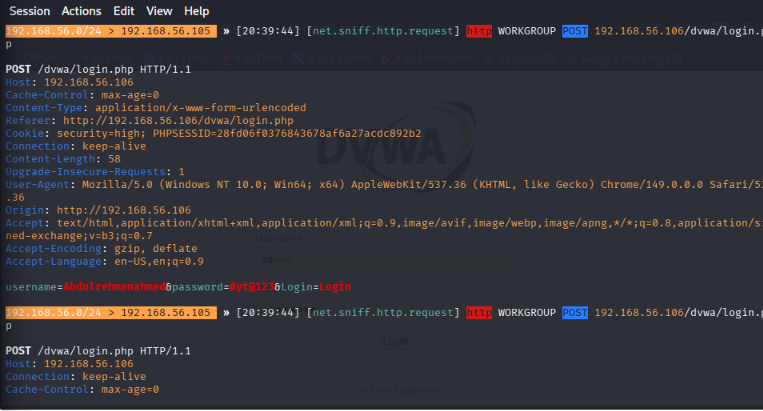 Session Actions Edit View Help
192.168.56.0/24 > 192.168.56.105 » [20:39:44] [net.sniff.http.request] http WORKGROUP POST 192.168.56.106/dvwa/login.ph
p
POST /dvwa/login.php HTTP/1.1
Host: 192.168.56.106
Cache-Control: max-age=0
Content-Type: application/x-www-form-urlencoded
Referer: http://192.168.56.106/dvwa/login.php
Cookie: security=high; PHPSESSID=28fd06f0376843678af6a27acdc892b2
Connection: keep-alive
Content-Length: 58
Upgrade-Insecure-Requests: 1
User-Agent: Mozilla/5.0 (Windows NT 10.0; Win64; x64) AppleWebKit/537.36 (KHTML, like Gecko) Chrome/149.0.0.0 Safari/53
.36
Origin: http://192.168.56.106
Accept: text/html,application/xhtml+xml,application/xml;q=0.9,image/avif,image/webp,image/apng,*/*;q=0.8,application/si
ned-exchange;v=b3;q=0.7
Accept-Encoding: gzip, deflate
Accept-Language: en-US,en;q=0.9
username=Abdulrehmanahmed&password=#yt@123&Login=Login
192.168.56.0/24 > 192.168.56.105 » [20:39:44] [net.sniff.http.request] http WORKGROUP POST 192.168.56.106/dvwa/login.p
p
POST /dvwa/login.php HTTP/1.1
Host: 192.168.56.106
Connection: keep-alive
Cache-Control: max-age=0
DVWA
admin
Login